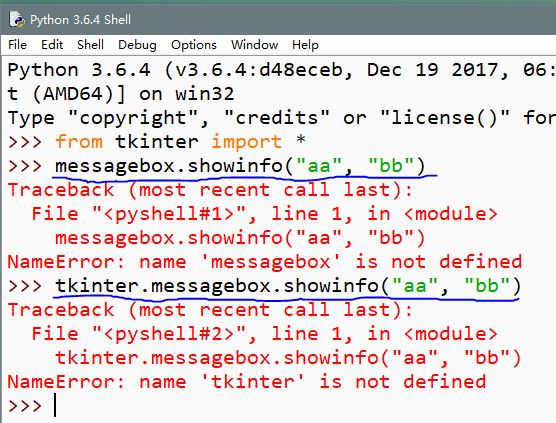 Python 3.6.4 Shell
File Edit Shell Debug Options Window Help
Python 3.6.4 (v3.6.4:d48eceb, Dec 19 2017, 06:
t (AMD64)] on win32
Type "copyright", "credits" or "license()" for
>>> from tkinter import *
>>> messagebox.showinfo("aa", "bb")
Traceback (most recent call last):
  File "<pyshell#1>", line 1, in <module>
    messagebox.showinfo("aa", "bb")
NameError: name 'messagebox' is not defined
>>> tkinter.messagebox.showinfo("aa", "bb")
Traceback (most recent call last):
  File "<pyshell#2>", line 1, in <module>
    tkinter.messagebox.showinfo("aa", "bb")
NameError: name 'tkinter' is not defined
>>>